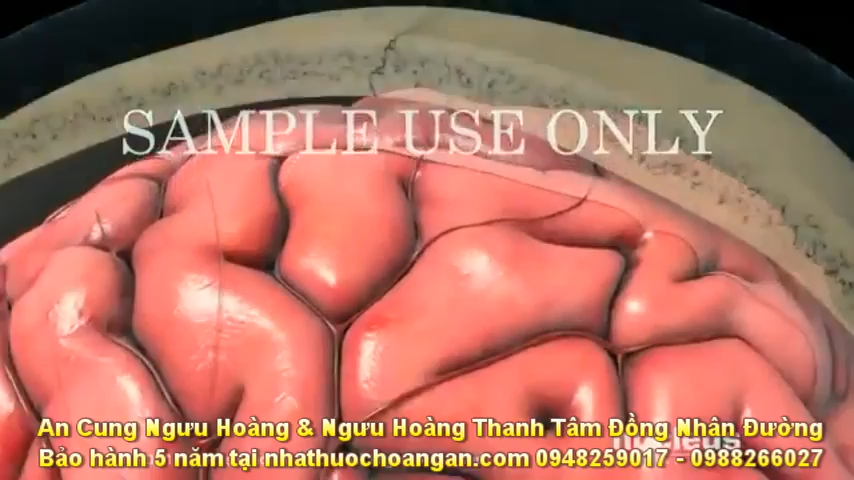 SAMPLE USE ONLY
An Cung Ngưu Hoàng & Ngưu Hoàng Thanh Tâm Đồng Nhân Đường
Bảo hành 5 năm tại nhathuochoangan.com 0948259017 - 0988266027